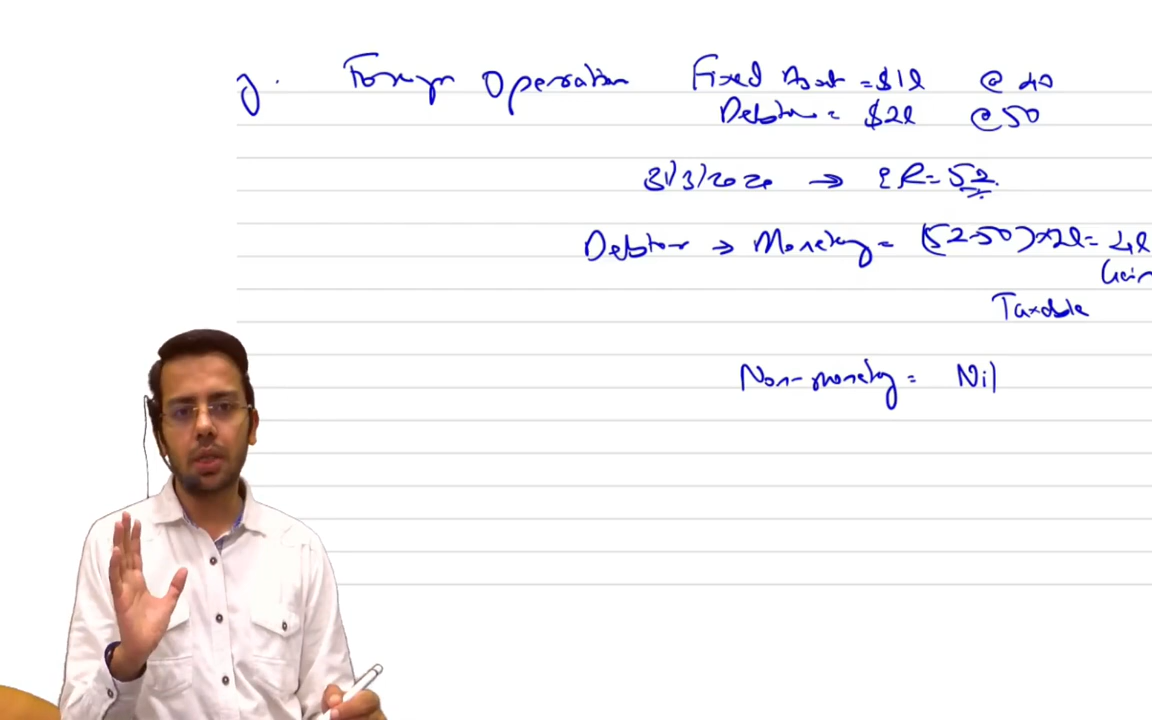 g. Foreign Operation Fixed Asset = $1l @ 40
Debtor = $2l @ 50
31/3/2020 → ER = 52
Debtor → Monetary = (52-50)×2l = 4l
Gain
Taxable
Non-monetary = Nil